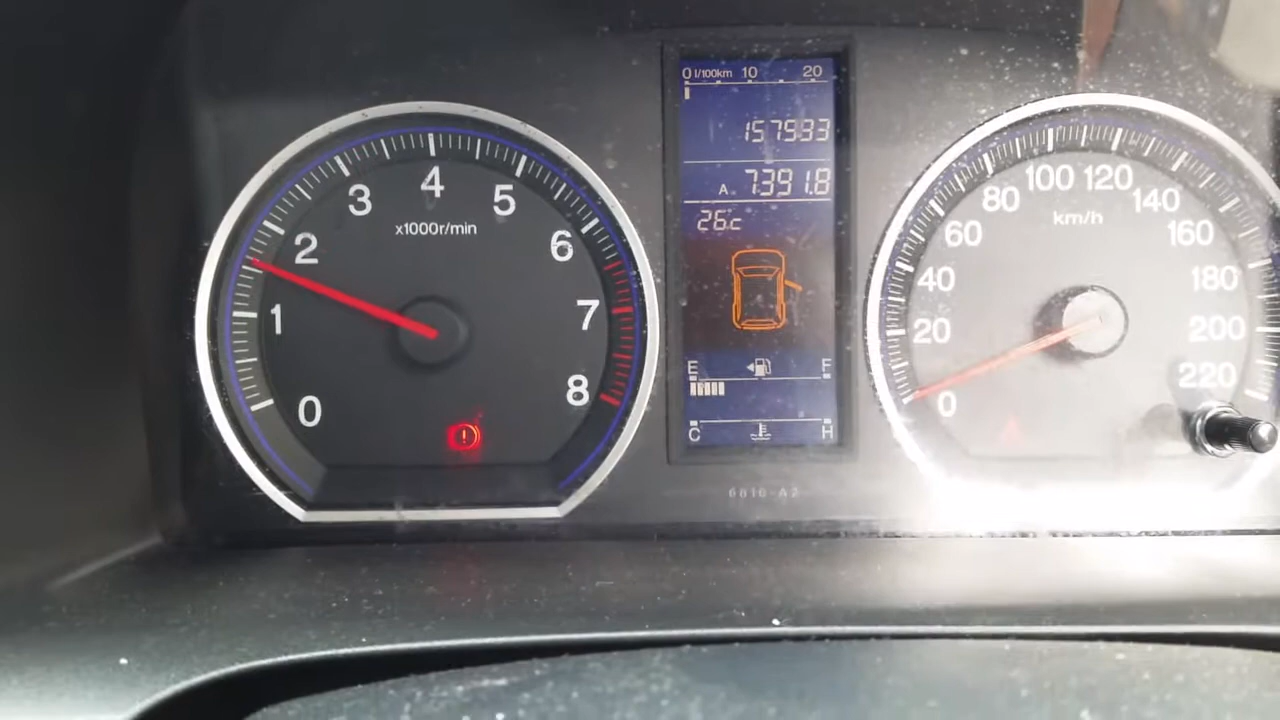 0 1 2 3 4 5 6 7 8
x1000r/min
0 l/100km 10 20
157933
A 7391.8
26c
E F
C H
6816-A2
0 20 40 60 80 100 120 140 160 180 200 220
km/h